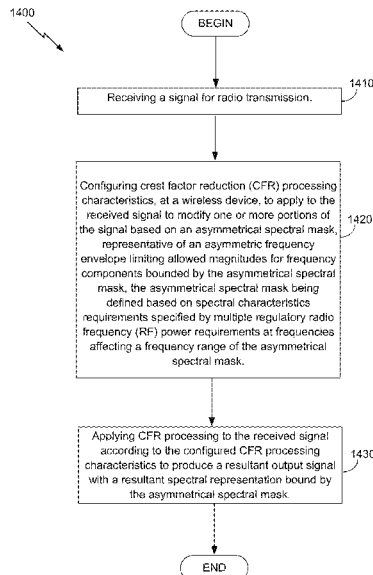 1400
BEGIN
Receiving a signal for radio transmission.
1410
Configuring crest factor reduction (CFR) processing
characteristics, at a wireless device, to apply to the
received signal to modify one or more portions of
the signal based on an asymmetrical spectral mask,
representative of an asymmetric frequency
envelope limiting allowed magnitudes for frequency
components bounded by the asymmetrical spectral
mask, the asymmetrical spectral mask being
defined based on spectral characteristics
requirements specified by multiple regulatory radio
frequency (RF) power requirements at frequencies
affecting a frequency range of the asymmetrical
spectral mask.
1420
Applying CFR processing to the received signal
according to the configured CFR processing
characteristics to produce a resultant output signal
with a resultant spectral representation bound by
the asymmetrical spectral mask.
1430
END